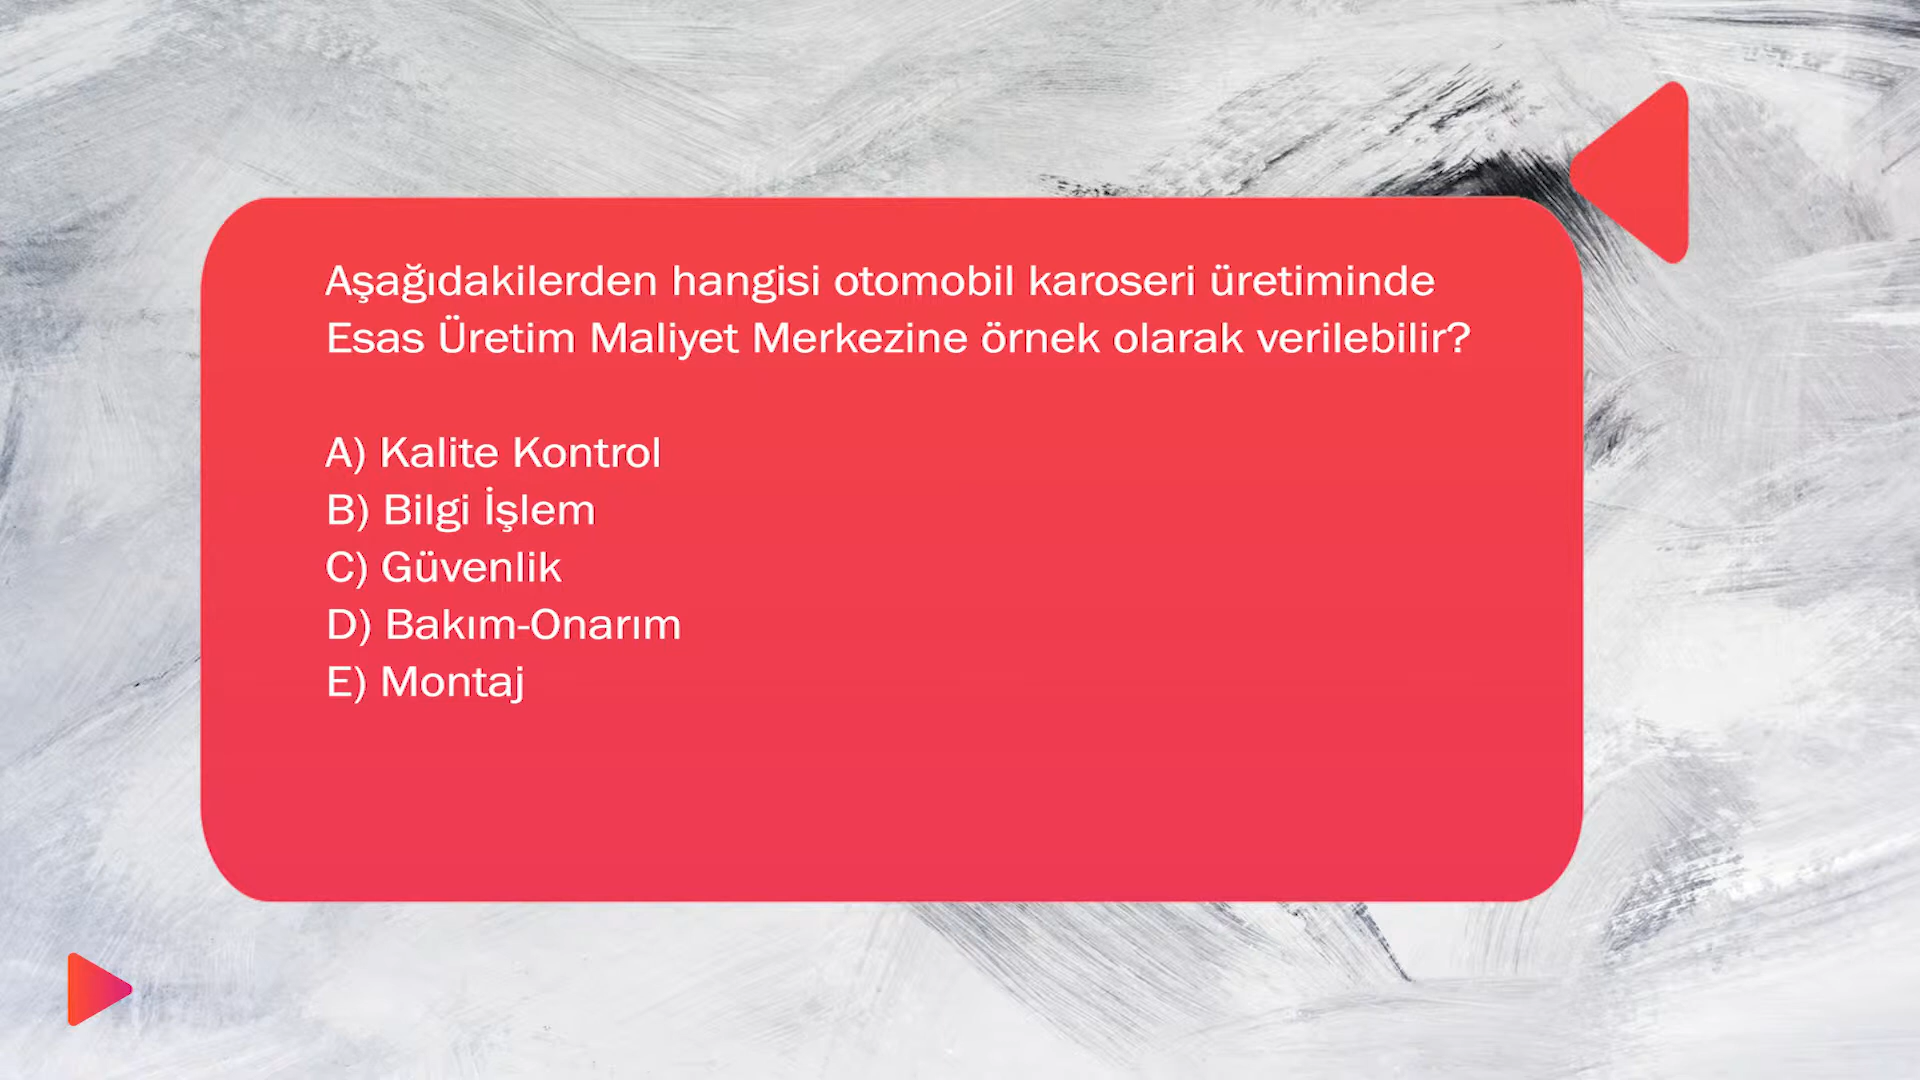 Aşağıdakilerden hangisi otomobil karoseri üretiminde
Esas Üretim Maliyet Merkezine örnek olarak verilebilir?
A) Kalite Kontrol
B) Bilgi İşlem
C) Güvenlik
D) Bakım-Onarım
E) Montaj